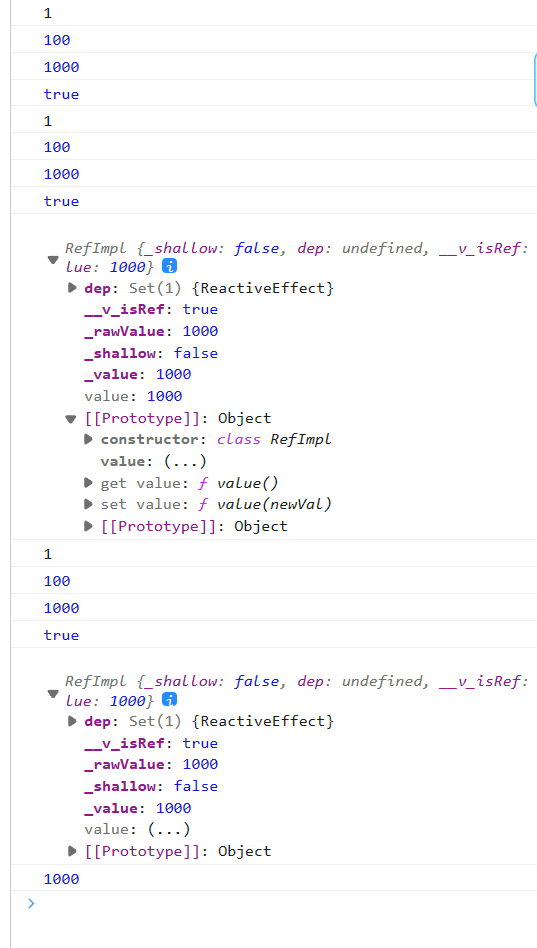 1
100
1000
true
1
100
1000
true
RefImpl {_shallow: false, dep: undefined, __v_isRef:
lue: 1000} i
▶ dep: Set(1) {ReactiveEffect}
__v_isRef: true
_rawValue: 1000
_shallow: false
_value: 1000
value: 1000
▼ [[Prototype]]: Object
▶ constructor: class RefImpl
value: (...)
▶ get value: ƒ value()
▶ set value: ƒ value(newVal)
▶ [[Prototype]]: Object
1
100
1000
true
RefImpl {_shallow: false, dep: undefined, __v_isRef:
lue: 1000} i
▶ dep: Set(1) {ReactiveEffect}
__v_isRef: true
_rawValue: 1000
_shallow: false
_value: 1000
value: (...)
▶ [[Prototype]]: Object
1000